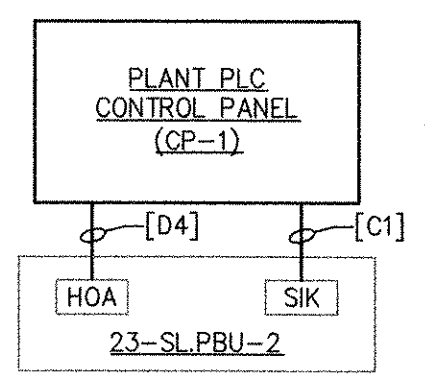 PLANT PLC
CONTROL PANEL
(CP-1)
[D4]
[C1]
HOA
SIK
23-SL.PBU-2